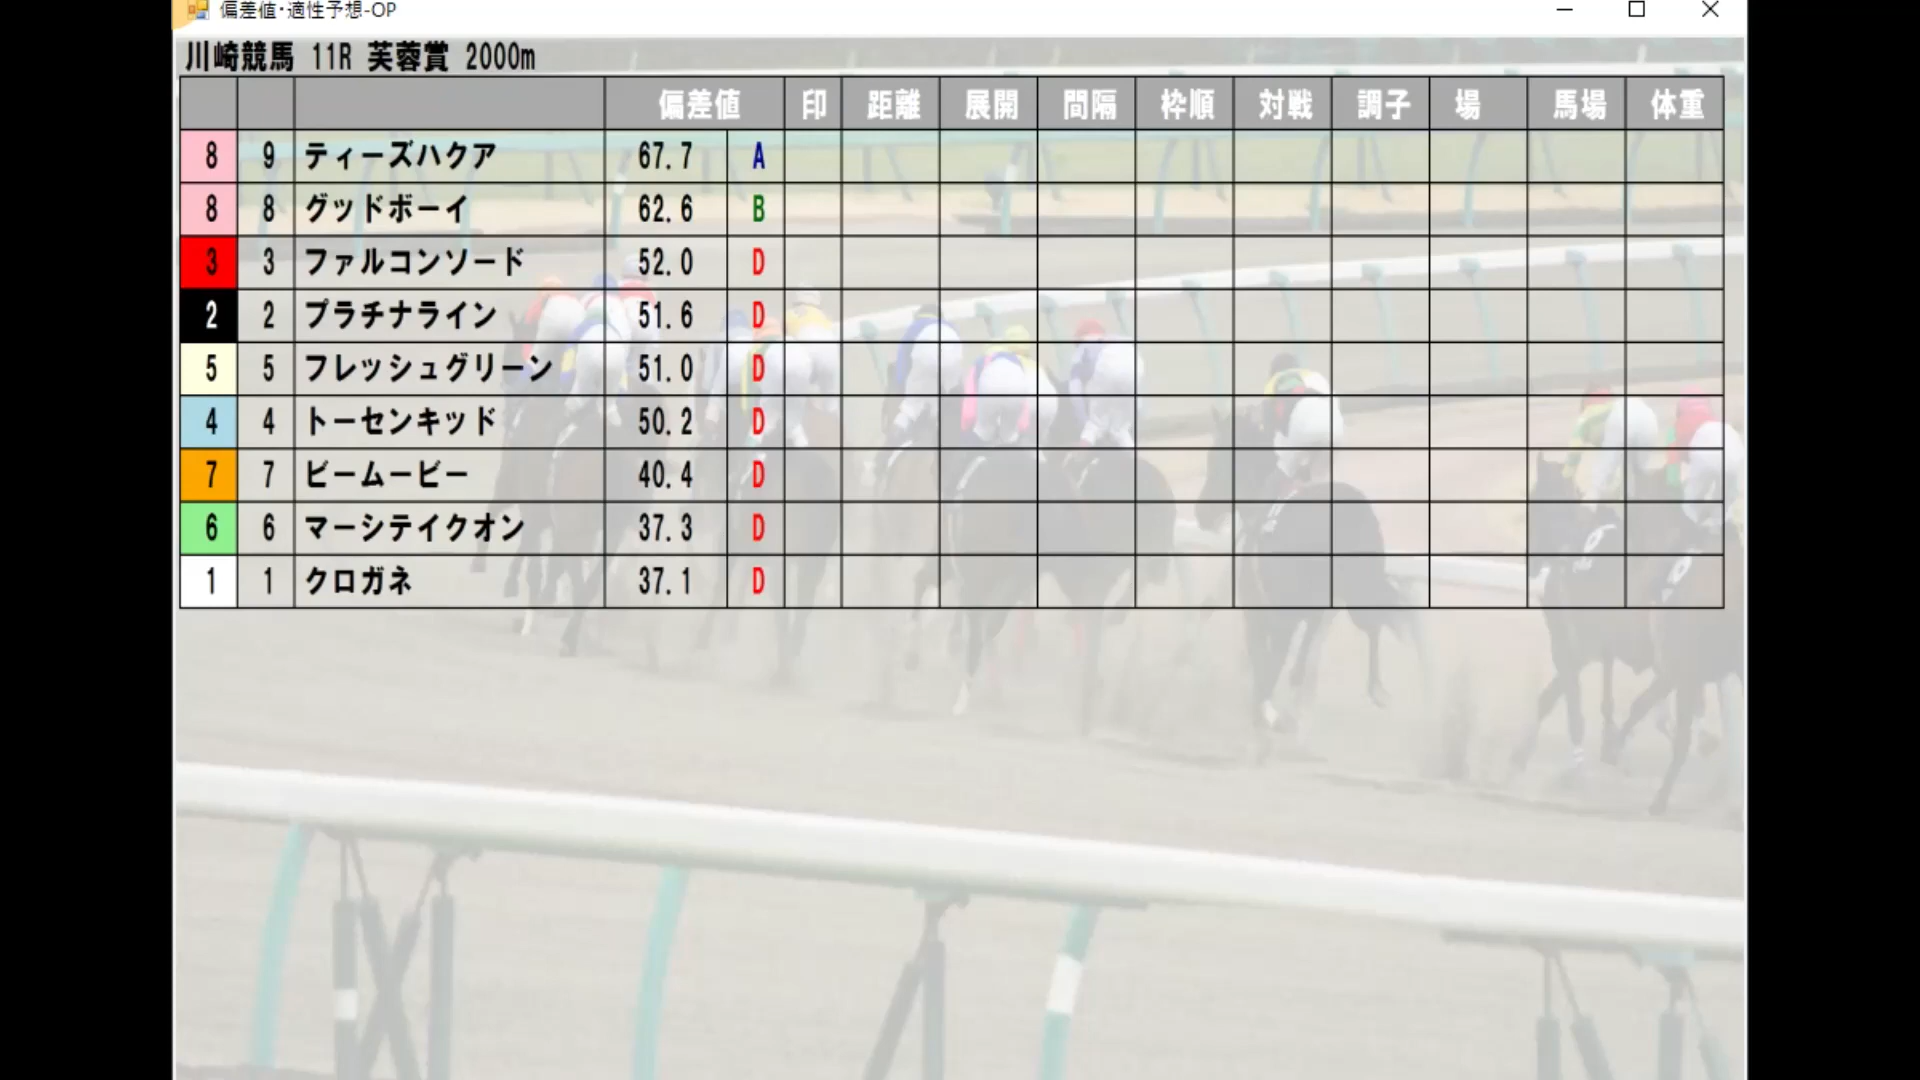 偏差値・適性予想-OP
川崎競馬 11R 芙蓉賞 2000m
偏差値 印 距離 展開 間隔 枠順 対戦 調子 場 馬場 体重
8 9 ティーズハクア 67.7 A
8 8 グッドボーイ 62.6 B
3 3 ファルコンソード 52.0 D
2 2 プラチナライン 51.6 D
5 5 フレッシュグリーン 51.0 D
4 4 トーセンキッド 50.2 D
7 7 ビームービー 40.4 D
6 6 マーシテイクオン 37.3 D
1 1 クロガネ 37.1 D